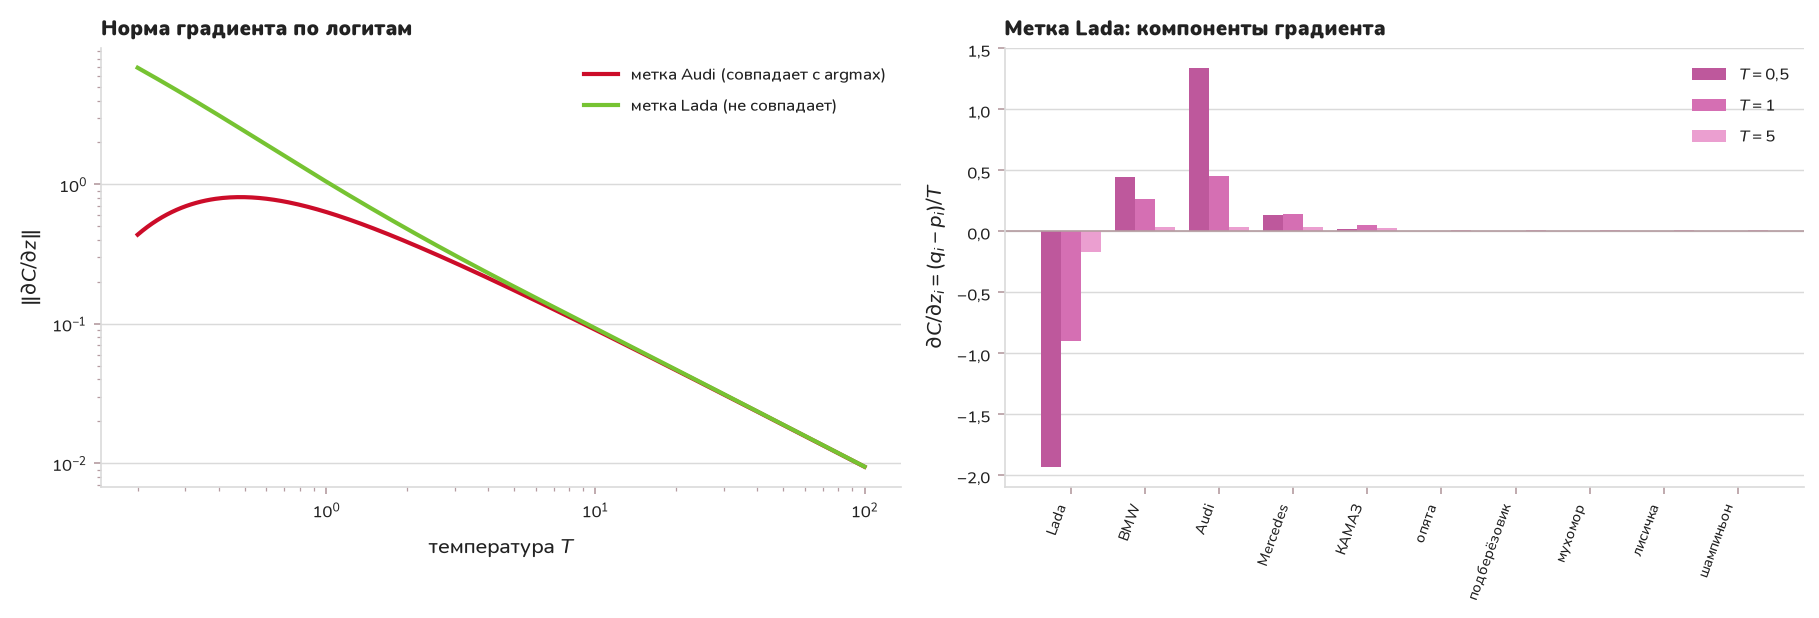 Норма градиента по логитам
метка Audi (совпадает с argmax)
метка Lada (не совпадает)
‖∂C/∂z‖
10⁰
10⁻¹
10⁻²
10⁰ 10¹ 10²
температура T
Метка Lada: компоненты градиента
T = 0,5
T = 1
T = 5
∂C/∂zᵢ = (qᵢ − pᵢ)/T
1,5
1,0
0,5
0,0
−0,5
−1,0
−1,5
−2,0
Lada
BMW
Audi
Mercedes
КАМАЗ
опята
подберёзовик
мухомор
лисичка
шампиньон